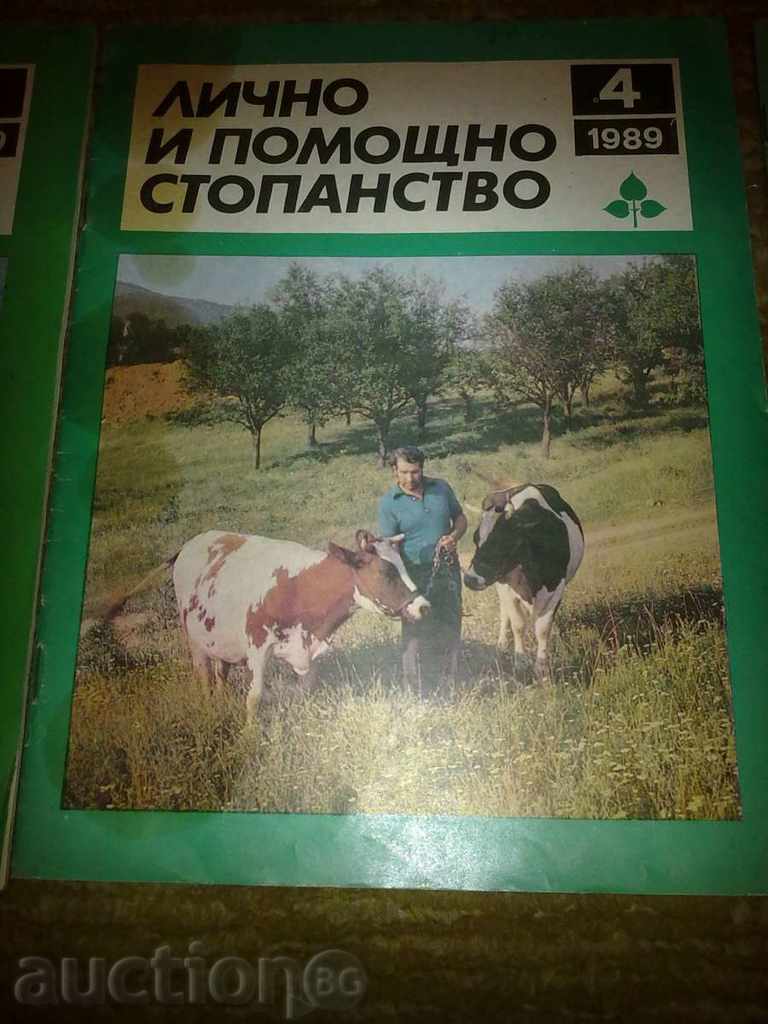 ЛИЧНО
И ПОМОЩНО
СТОПАНСТВО
4
1989
auction BG